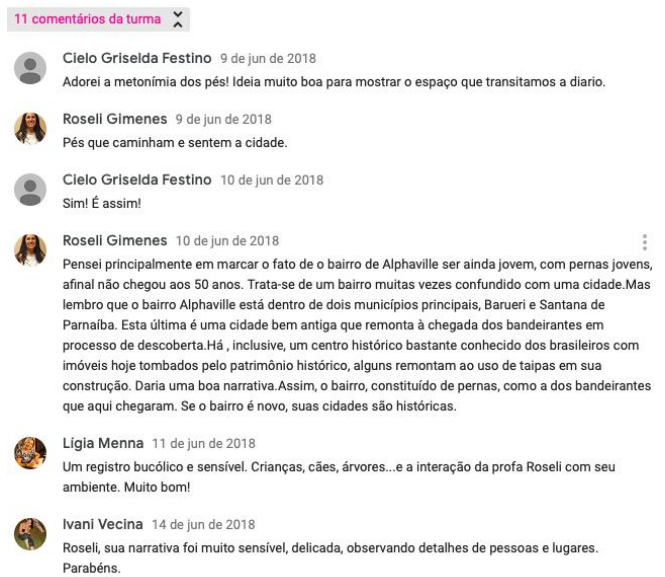 11 comentários da turma
Cielo Griselda Festino 9 de jun de 2018
Adorei a metonímia dos pés! Ideia muito boa para mostrar o espaço que transitamos a diario.
Roseli Gimenes 9 de jun de 2018
Pés que caminham e sentem a cidade.
Cielo Griselda Festino 10 de jun de 2018
Sim! É assim!
Roseli Gimenes 10 de jun de 2018
Pensei principalmente em marcar o fato de o bairro de Alphaville ser ainda jovem, com pernas jovens,
afinal não chegou aos 50 anos. Trata-se de um bairro muitas vezes confundido com uma cidade.Mas
lembro que o bairro Alphaville está dentro de dois municípios principais, Barueri e Santana de
Parnaíba. Esta última é uma cidade bem antiga que remonta à chegada dos bandeirantes em
processo de descoberta.Há , inclusive, um centro histórico bastante conhecido dos brasileiros com
imóveis hoje tombados pelo patrimônio histórico, alguns remontam ao uso de taipas em sua
construção. Daria uma boa narrativa.Assim, o bairro, constituído de pernas, como a dos bandeirantes
que aqui chegaram. Se o bairro é novo, suas cidades são históricas.
Lígia Menna 11 de jun de 2018
Um registro bucólico e sensível. Crianças, cães, árvores...e a interação da profa Roseli com seu
ambiente. Muito bom!
Ivani Vecina 14 de jun de 2018
Roseli, sua narrativa foi muito sensível, delicada, observando detalhes de pessoas e lugares.
Parabéns.